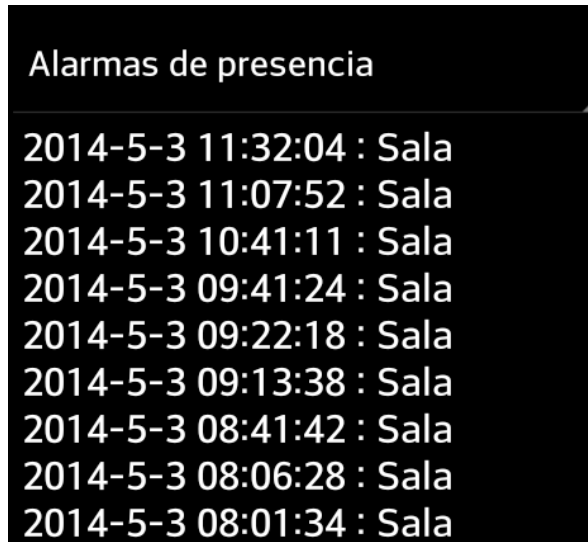 Alarmas de presencia
2014-5-3 11:32:04 : Sala
2014-5-3 11:07:52 : Sala
2014-5-3 10:41:11 : Sala
2014-5-3 09:41:24 : Sala
2014-5-3 09:22:18 : Sala
2014-5-3 09:13:38 : Sala
2014-5-3 08:41:42 : Sala
2014-5-3 08:06:28 : Sala
2014-5-3 08:01:34 : Sala